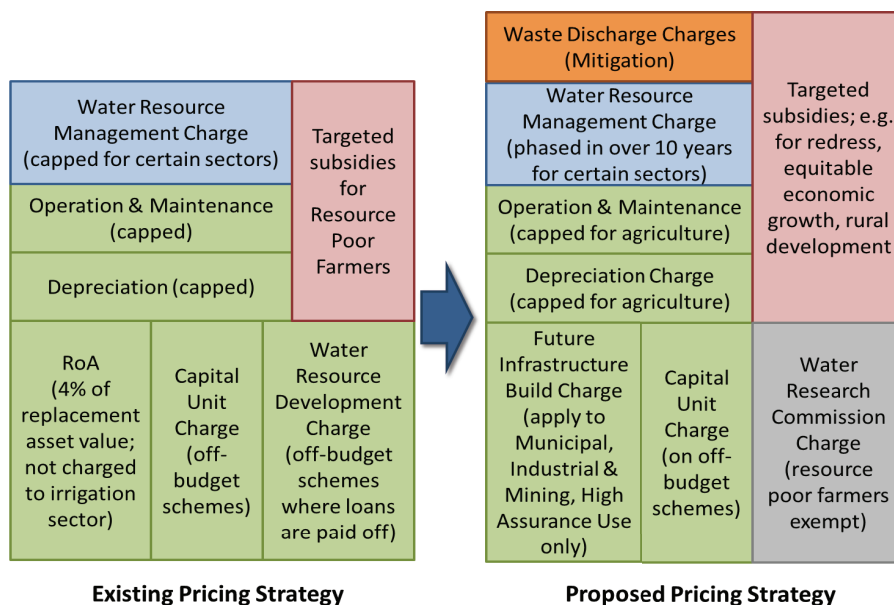 Water Resource
Management Charge
(capped for certain sectors)
Targeted
subsidies for
Resource
Poor
Farmers
Operation & Maintenance
(capped)
Depreciation (capped)
RoA
(4% of
replacement
asset value;
not charged
to irrigation
sector)
Capital
Unit
Charge
(off-
budget
schemes)
Water
Resource
Development
Charge
(off-budget
schemes
where loans
are paid off)
Existing Pricing Strategy
Waste Discharge Charges
(Mitigation)
Water Resource
Management Charge
(phased in over 10 years
for certain sectors)
Targeted
subsidies; e.g.
for redress,
equitable
economic
growth, rural
development
Operation & Maintenance
(capped for agriculture)
Depreciation Charge
(capped for agriculture)
Future
Infrastructure
Build Charge
(apply to
Municipal,
Industrial &
Mining, High
Assurance Use
only)
Capital
Unit
Charge
(on off-
budget
schemes)
Water
Research
Commission
Charge
(resource
poor farmers
exempt)
Proposed Pricing Strategy